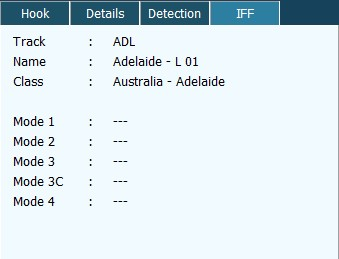 Hook Details Detection IFF
Track : ADL
Name : Adelaide - L 01
Class : Australia - Adelaide
Mode 1 : ---
Mode 2 : ---
Mode 3 : ---
Mode 3C : ---
Mode 4 : ---